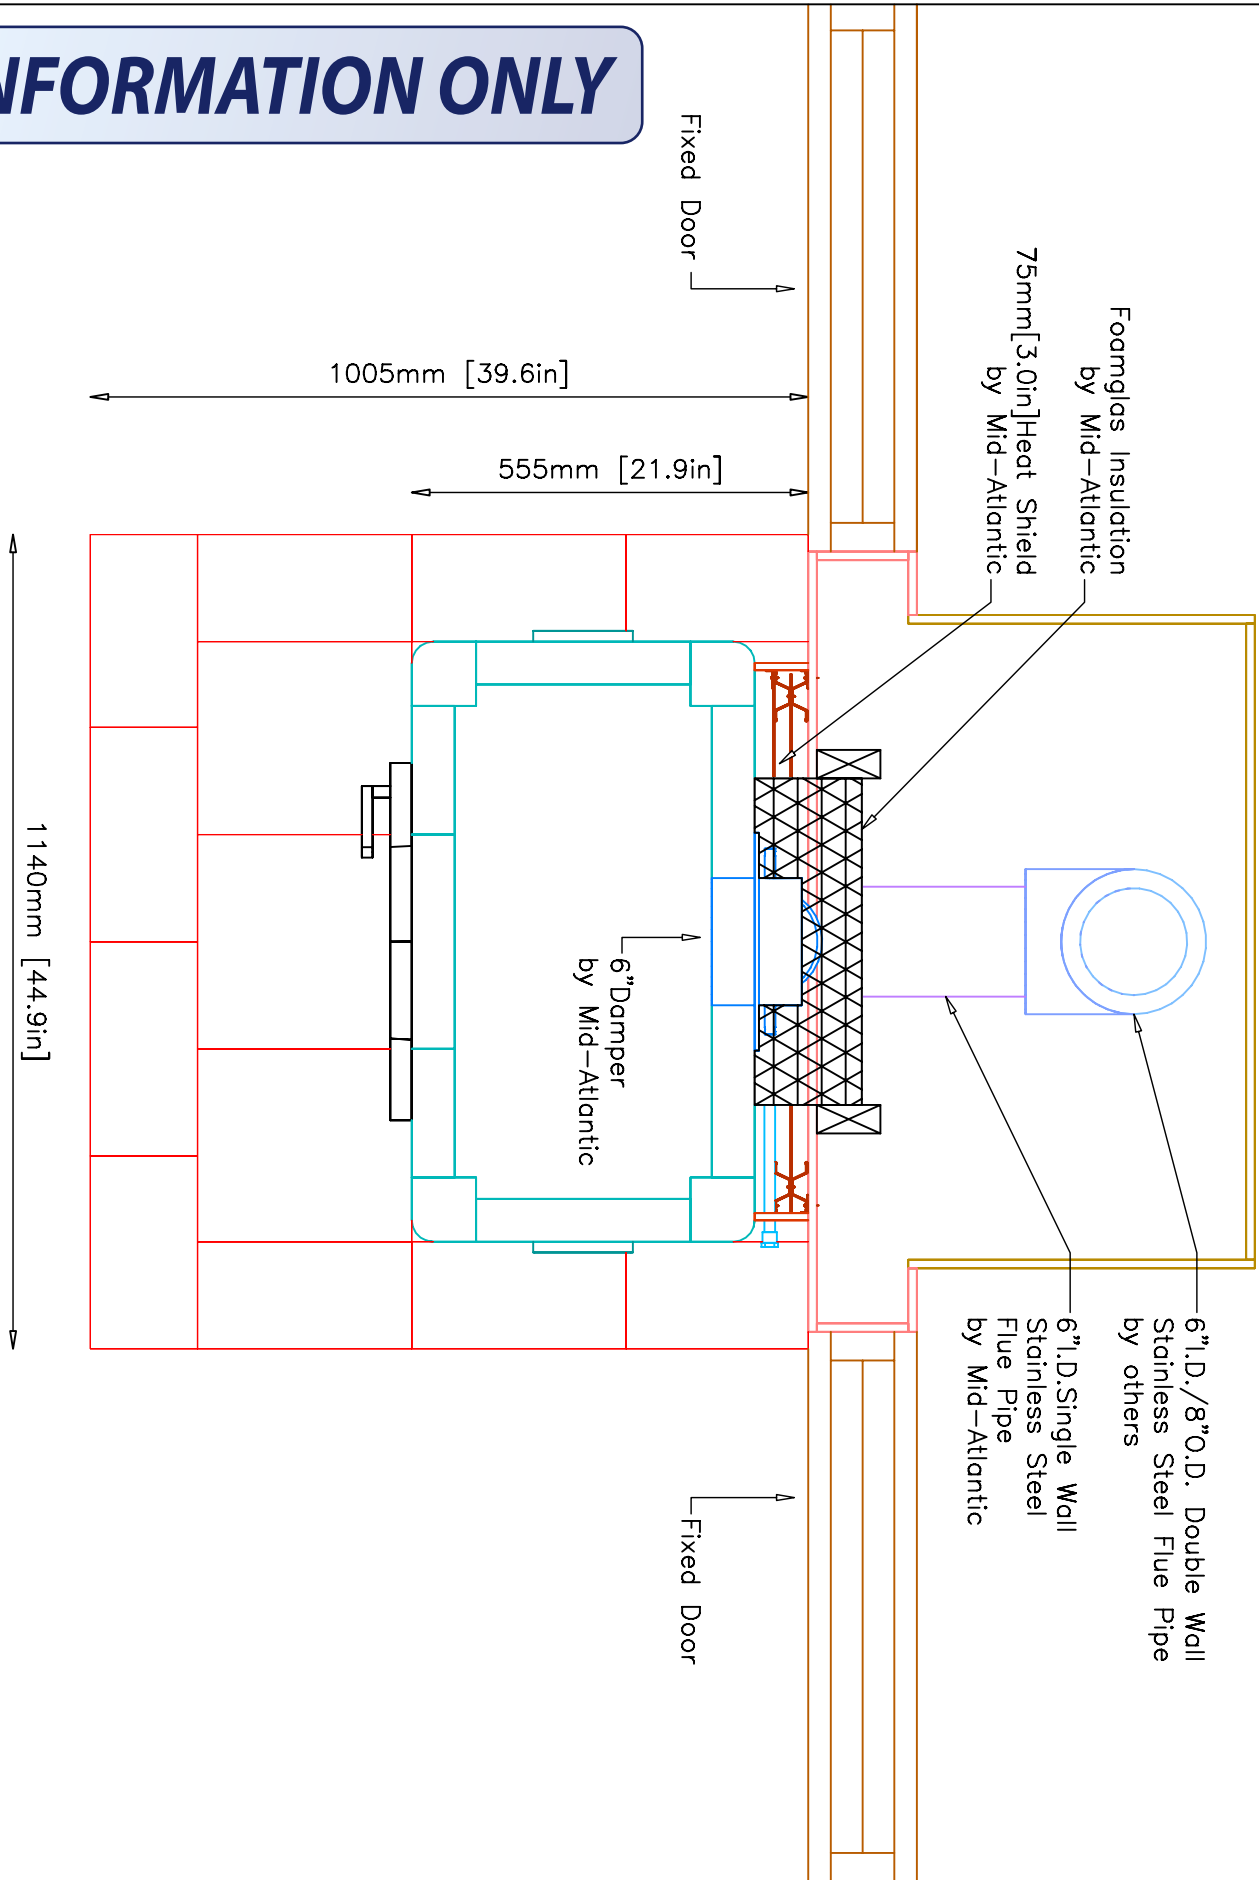 NFORMATION ONLY
Fixed Door
Foamglas Insulation
by Mid-Atlantic
75mm[3.0in]Heat Shield
by Mid-Atlantic
1005mm [39.6in]
555mm [21.9in]
6"Damper
by Mid-Atlantic
1140mm [44.9in]
6"I.D./8"O.D. Double Wall
Stainless Steel Flue Pipe
by others
6"I.D.Single Wall
Stainless Steel
Flue Pipe
by Mid-Atlantic
Fixed Door